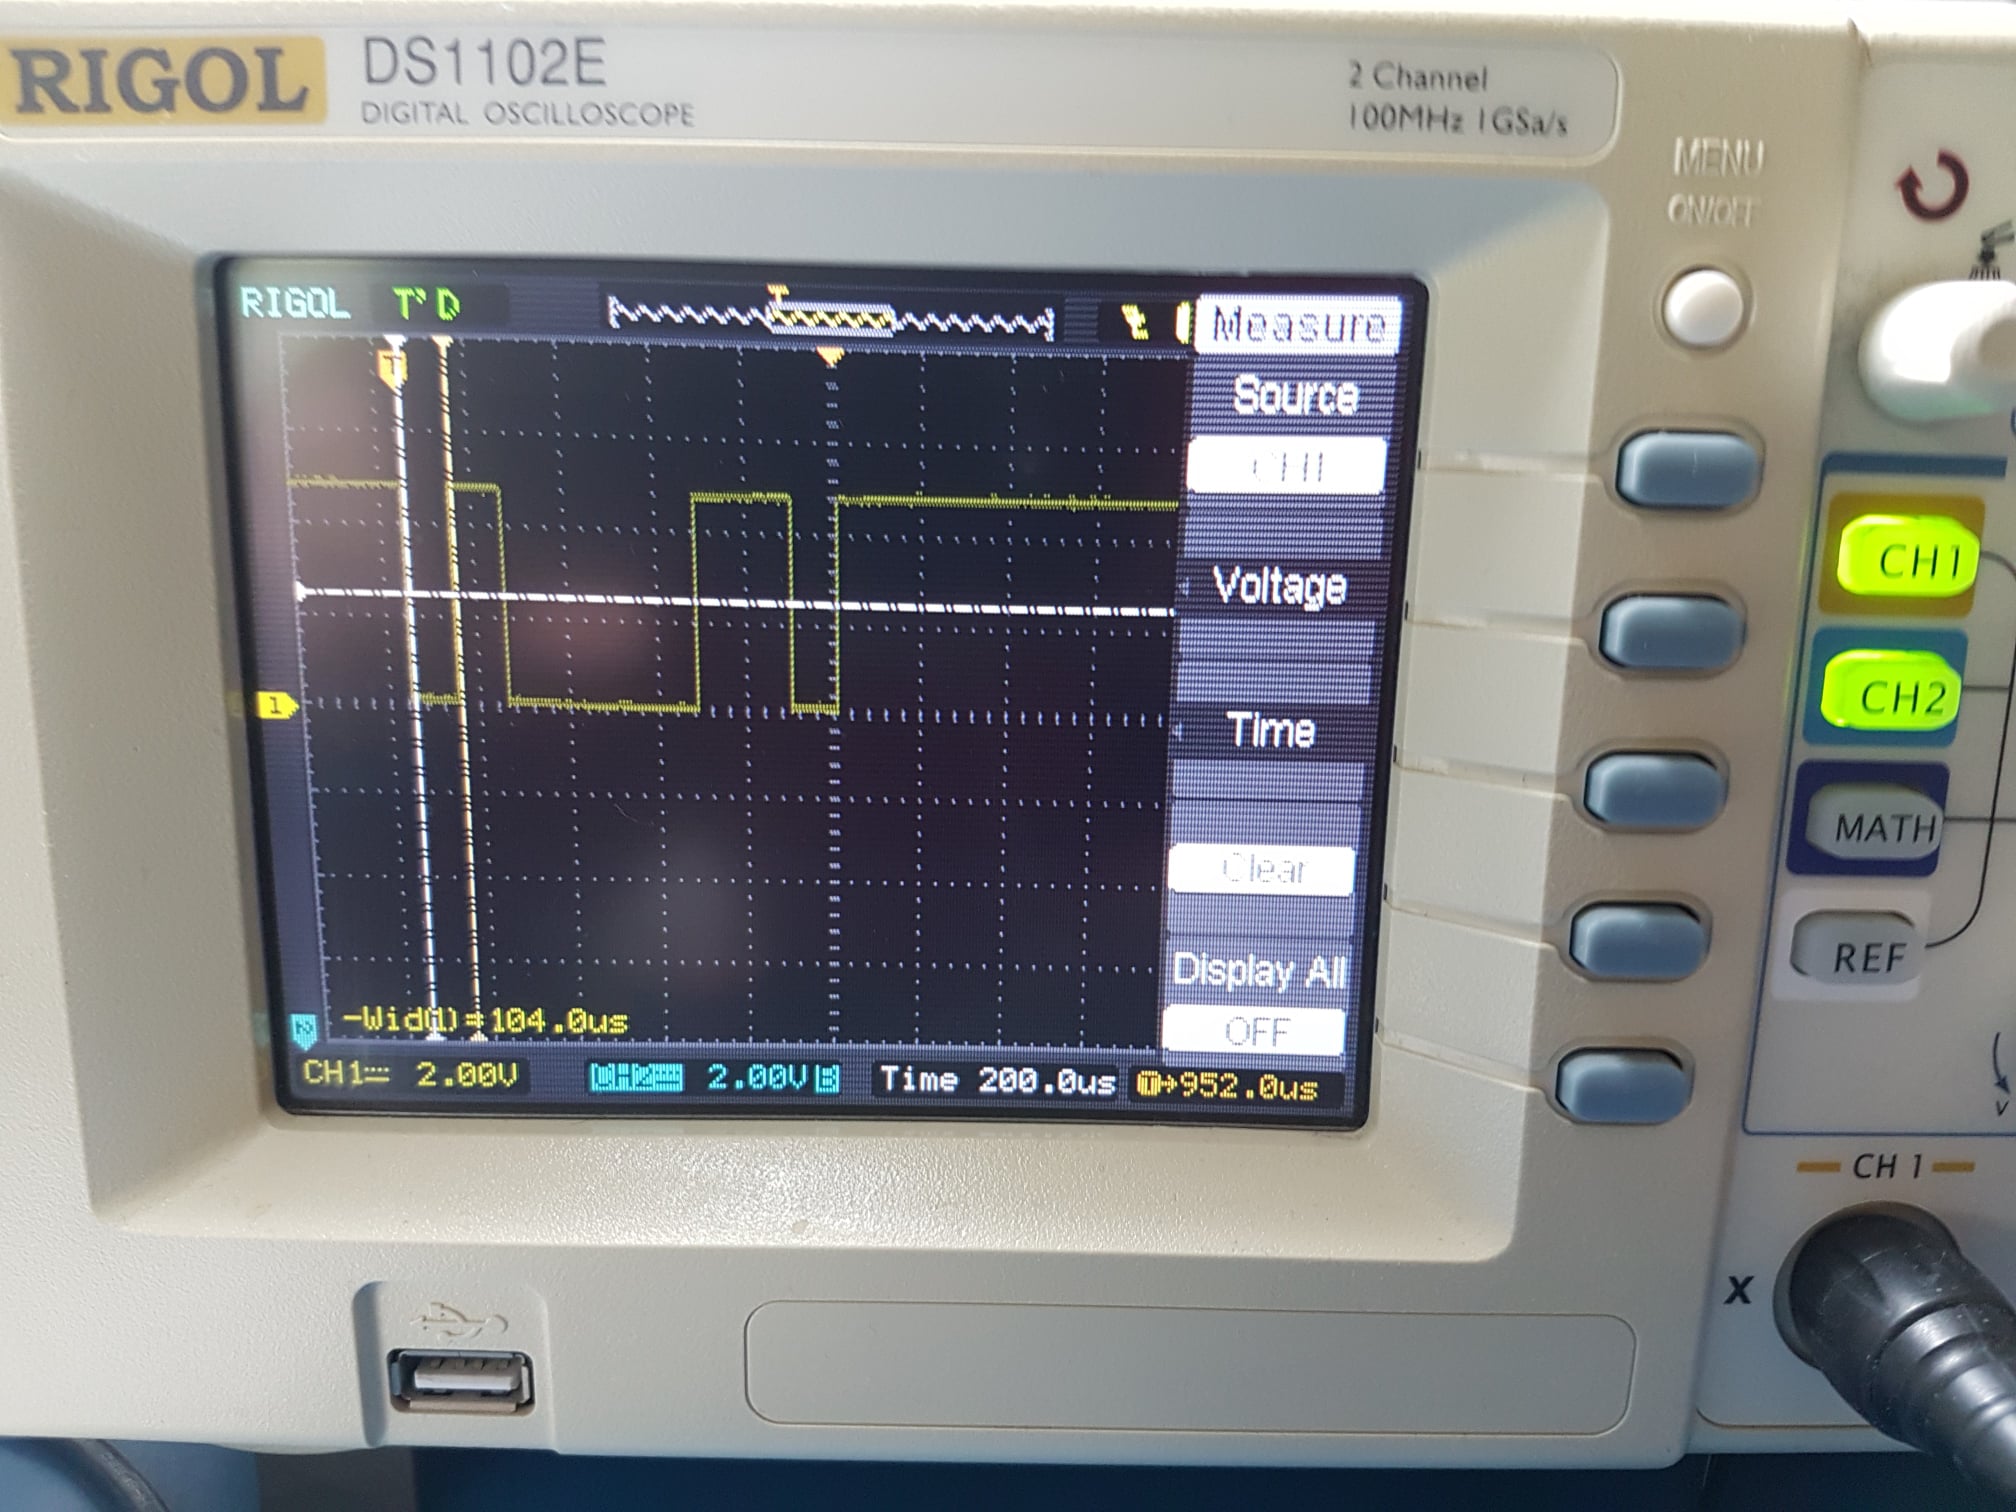 RIGOL
DS1102E
DIGITAL OSCILLOSCOPE
2 Channel
100MHz 1GSa/s
MENU
ON/OFF
RIGOL T'D
T
Measure
T
Source
CH1
Voltage
1
Time
Clear
Display All
OFF
-Wid(1)=104.0us
CH1 2.00V CH2 2.00V B Time 200.0us T→952.0us
CH1
CH2
MATH
REF
CH 1
X